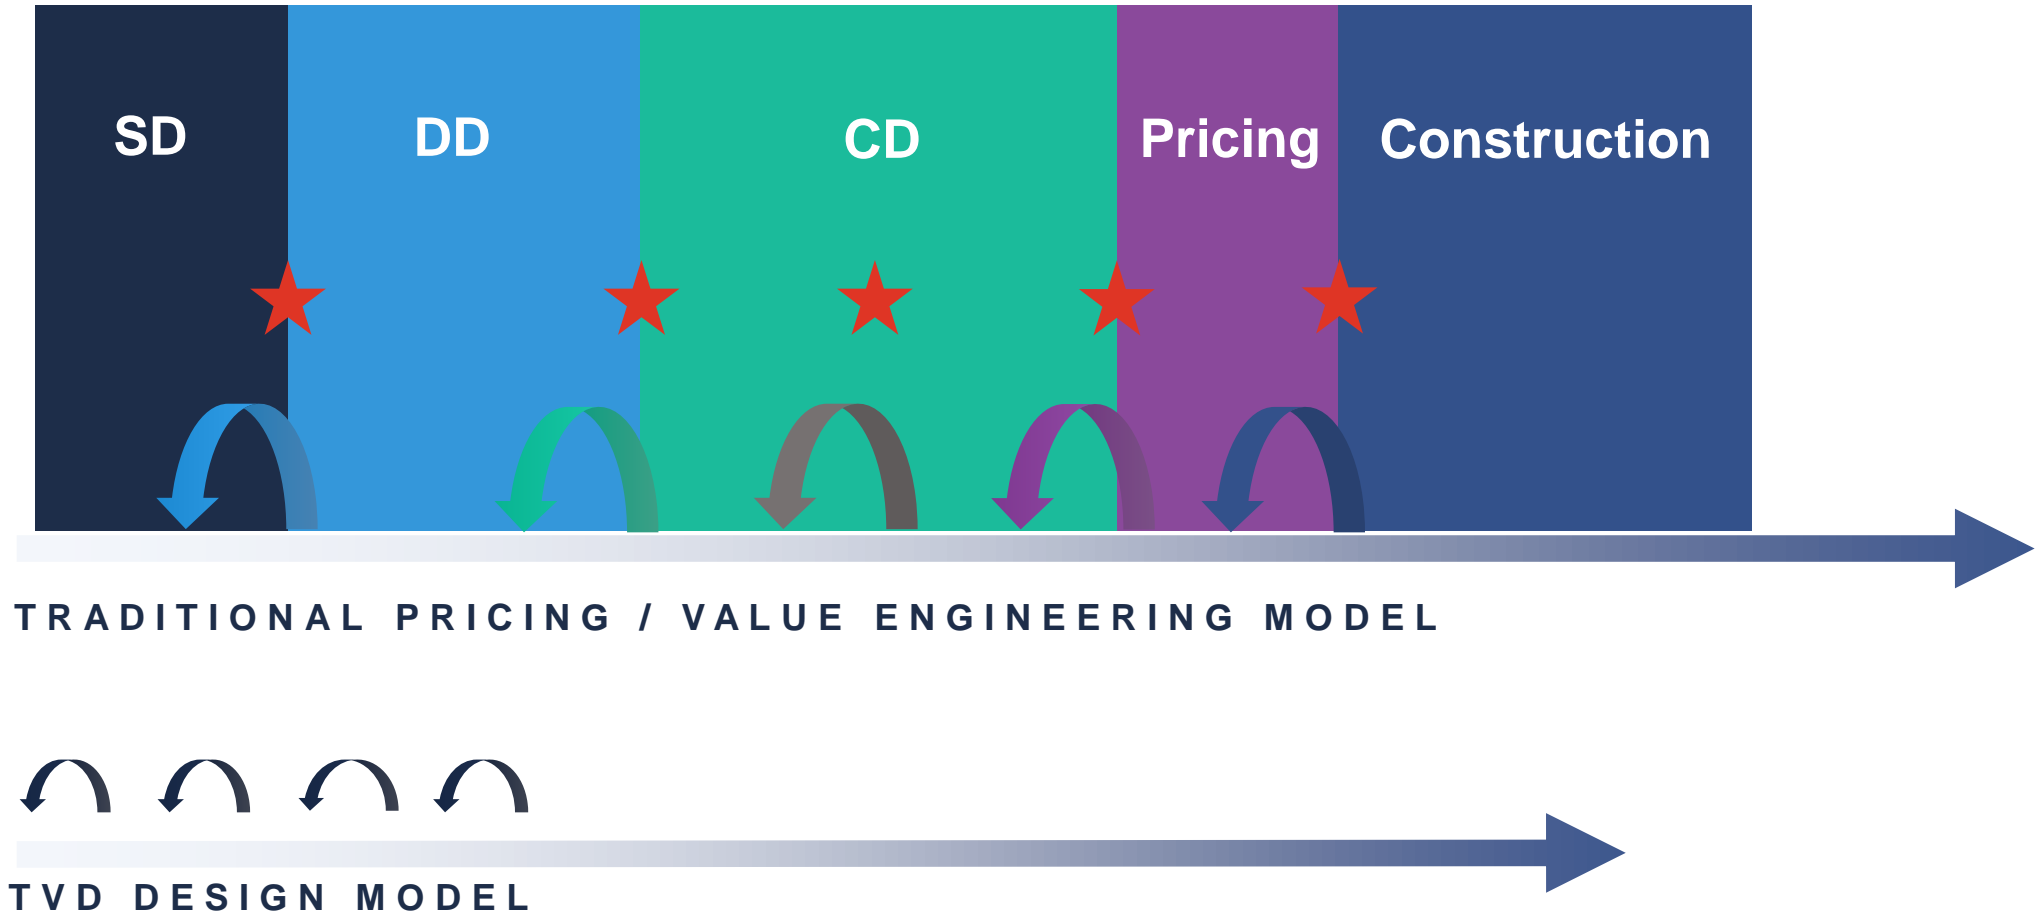 SD DD CD Pricing Construction
TRADITIONAL PRICING / VALUE ENGINEERING MODEL
TVD DESIGN MODEL